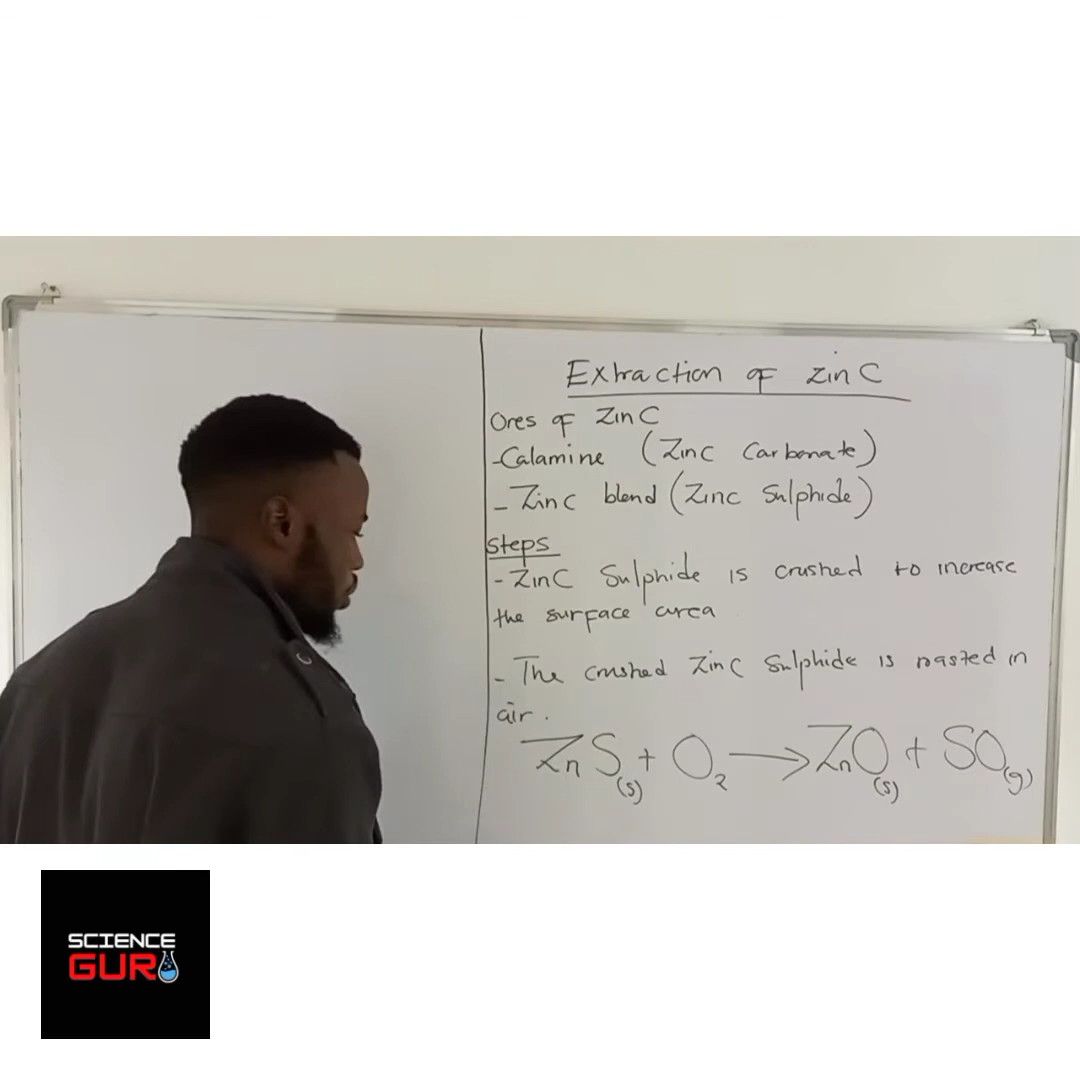 Extraction of zinc
Ores of Zinc
-Calamine (Zinc Carbonate)
- Zinc blend (Zinc Sulphide)
steps
- Zinc Sulphide is crushed to increase
the surface area
- The crushed Zinc Sulphide is roasted in
air.
ZnS(s) + O2 → ZnO(s) + SO(g)
SCIENCE
GURU